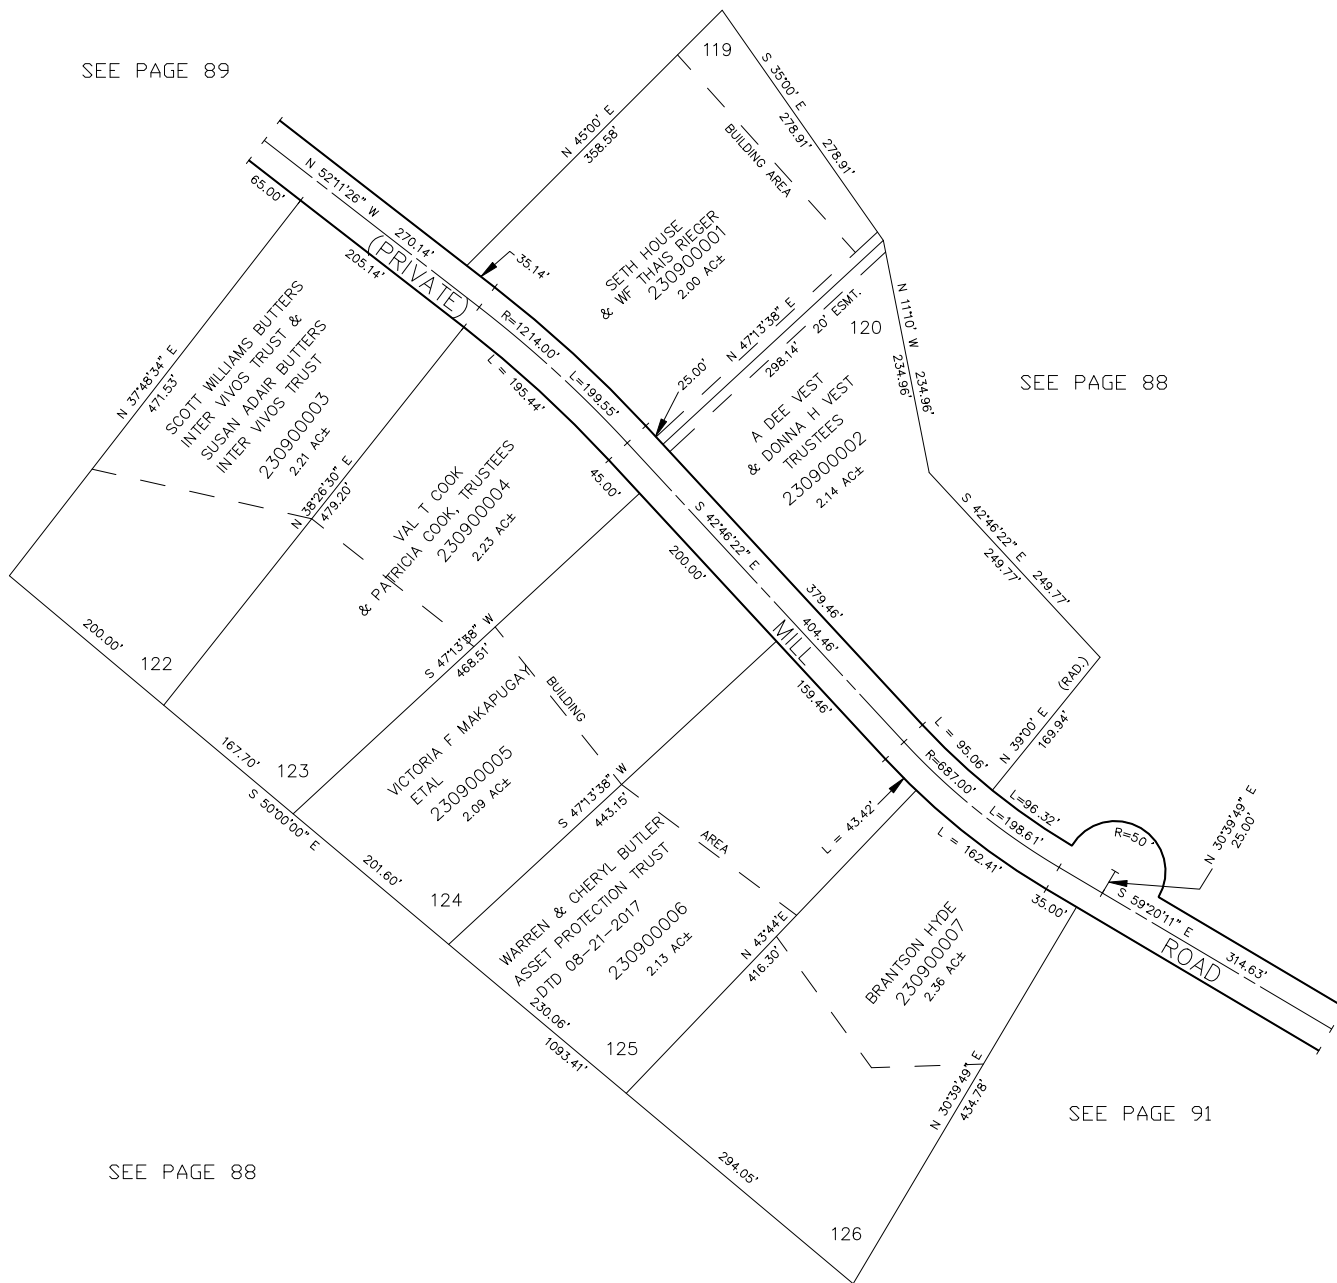 SEE PAGE 89
119
S 35°00' E
278.91'
278.91'
N 45°00' E
358.58'
BUILDING AREA
N 52°11'26" W
270.14'
65.00'
205.14'
(PRIVATE)
35.14'
SETH HOUSE
& WF THAIS RIEGER
230900001
2.00 AC±
R=1214.00'
L=199.55'
L = 195.44'
25.00'
N 47°13'38" E
298.14'
20' ESMT.
120
N 11°10' W
234.96'
234.96'
SEE PAGE 88
A DEE VEST
& DONNA H VEST
TRUSTEES
230900002
2.14 AC±
S 42°46'22" E
249.77'
249.77'
N 37°48'34" E
471.53'
SCOTT WILLIAMS BUTTERS
INTER VIVOS TRUST &
SUSAN ADAIR BUTTERS
INTER VIVOS TRUST
230900003
2.21 AC±
N 38°26'30" E
479.20'
VAL T COOK
& PATRICIA COOK, TRUSTEES
230900004
2.23 AC±
45.00'
200.00'
S 42°46'22" E
379.46'
404.46'
MILL
159.46'
200.00'
122
S 47°13'38" W
468.51'
VICTORIA F MAKAPUGAY
ETAL
230900005
2.09 AC±
BUILDING
167.70'
123
S 50°00'00" E
S 47°13'38" W
443.15'
L = 95.06'
R=687.00'
L=96.32'
L=198.61'
N 39°00' E
(RAD.)
169.94'
R=50'
N 30°39'49" E
25.00'
L = 43.42'
L = 162.41'
35.00'
S 59°20'11" E
314.63'
ROAD
201.60'
124
WARREN & CHERYL BUTLER
ASSET PROTECTION TRUST
DTD 08-21-2017
230900006
2.13 AC±
AREA
N 43°44'E
416.30'
BRANTSON HYDE
230900007
2.36 AC±
230.06'
1093.41'
125
N 30°39'49" E
434.78'
SEE PAGE 91
SEE PAGE 88
294.05'
126